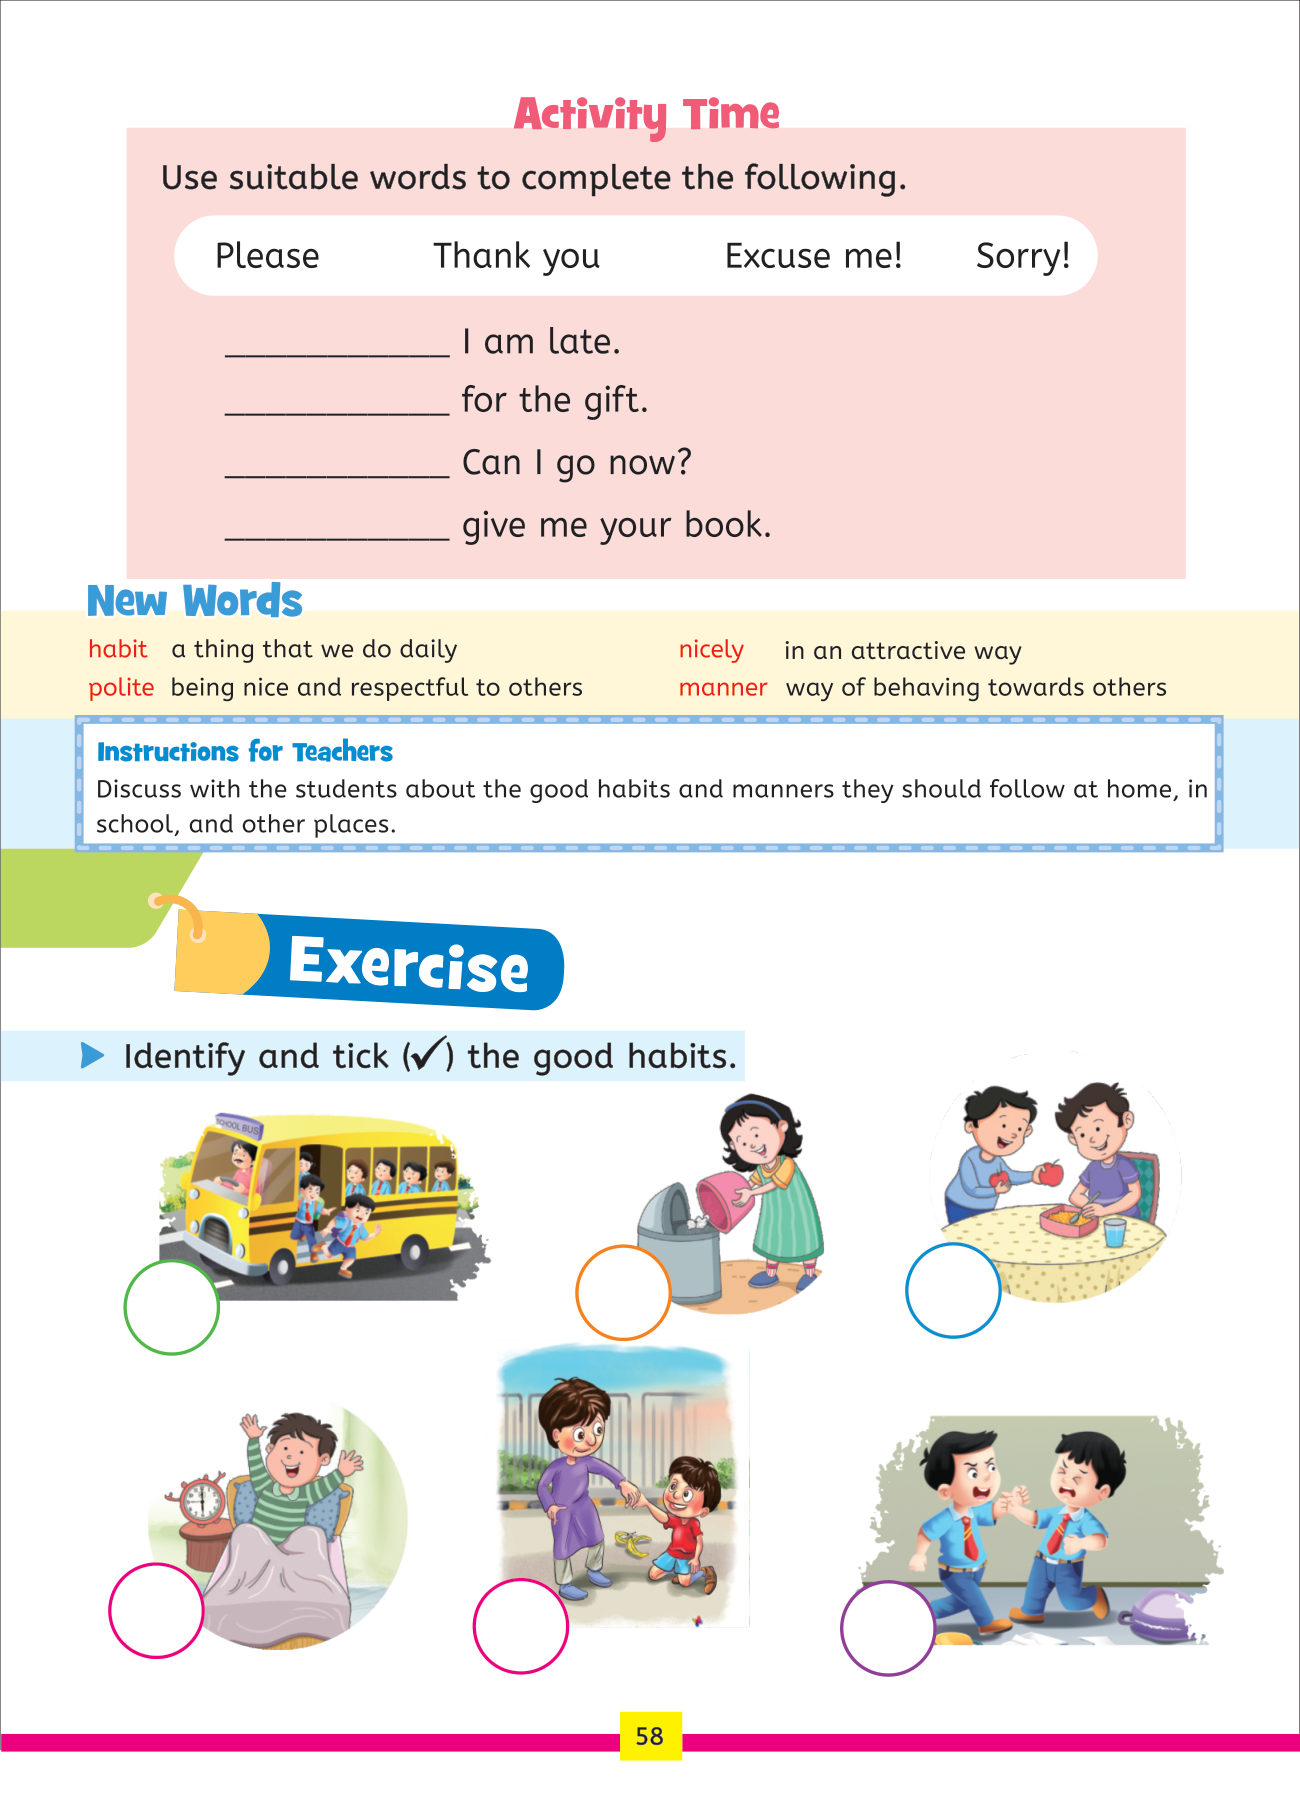 Activity Time
Use suitable words to complete the following.
Please Thank you Excuse me! Sorry!
____________ I am late.
____________ for the gift.
____________ Can I go now?
____________ give me your book.
New Words
habit a thing that we do daily nicely in an attractive way
polite being nice and respectful to others manner way of behaving towards others
Instructions for Teachers
Discuss with the students about the good habits and manners they should follow at home, in
school, and other places.
Exercise
Identify and tick (✓) the good habits.
SCHOOL BUS
58